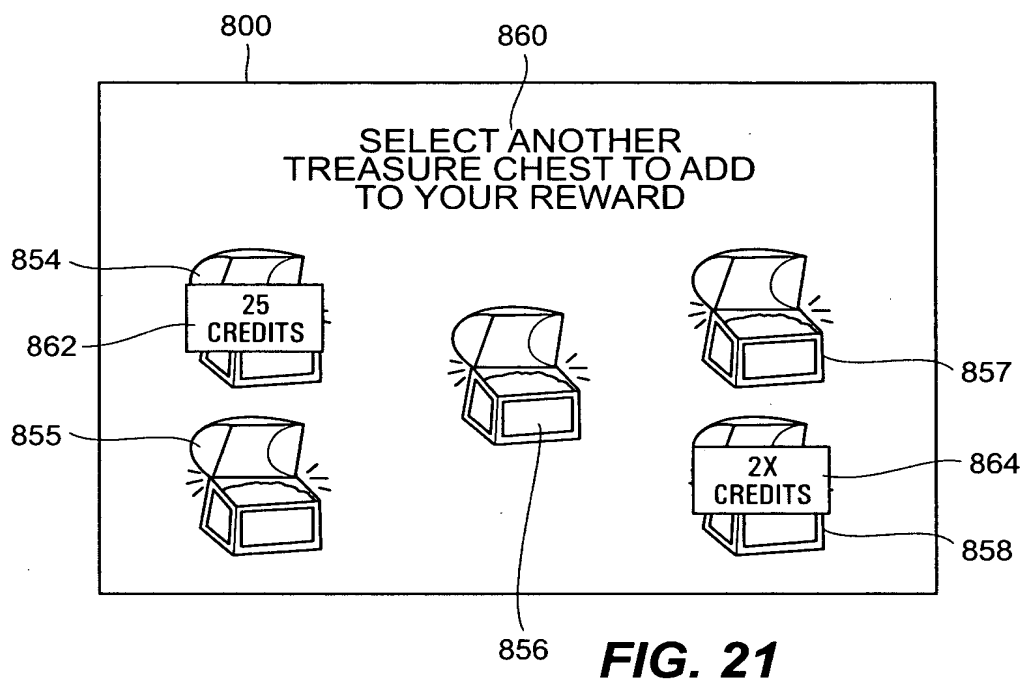 800
860
SELECT ANOTHER
TREASURE CHEST TO ADD
TO YOUR REWARD
854
25
CREDITS
862
857
855
2X
CREDITS
864
858
856
FIG. 21